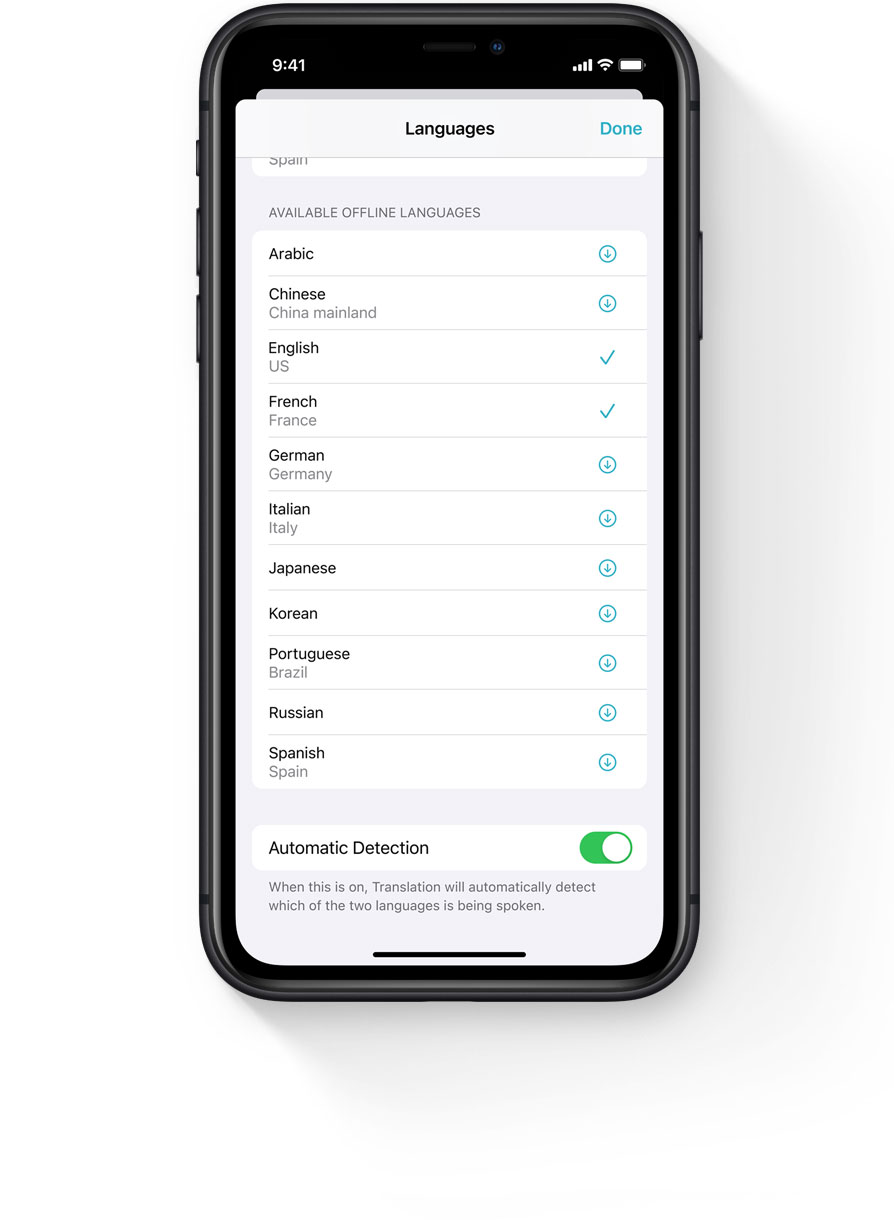 9:41
Languages
Done
Spain
AVAILABLE OFFLINE LANGUAGES
Arabic
Chinese
China mainland
English
US
French
France
German
Germany
Italian
Italy
Japanese
Korean
Portuguese
Brazil
Russian
Spanish
Spain
Automatic Detection
When this is on, Translation will automatically detect
which of the two languages is being spoken.